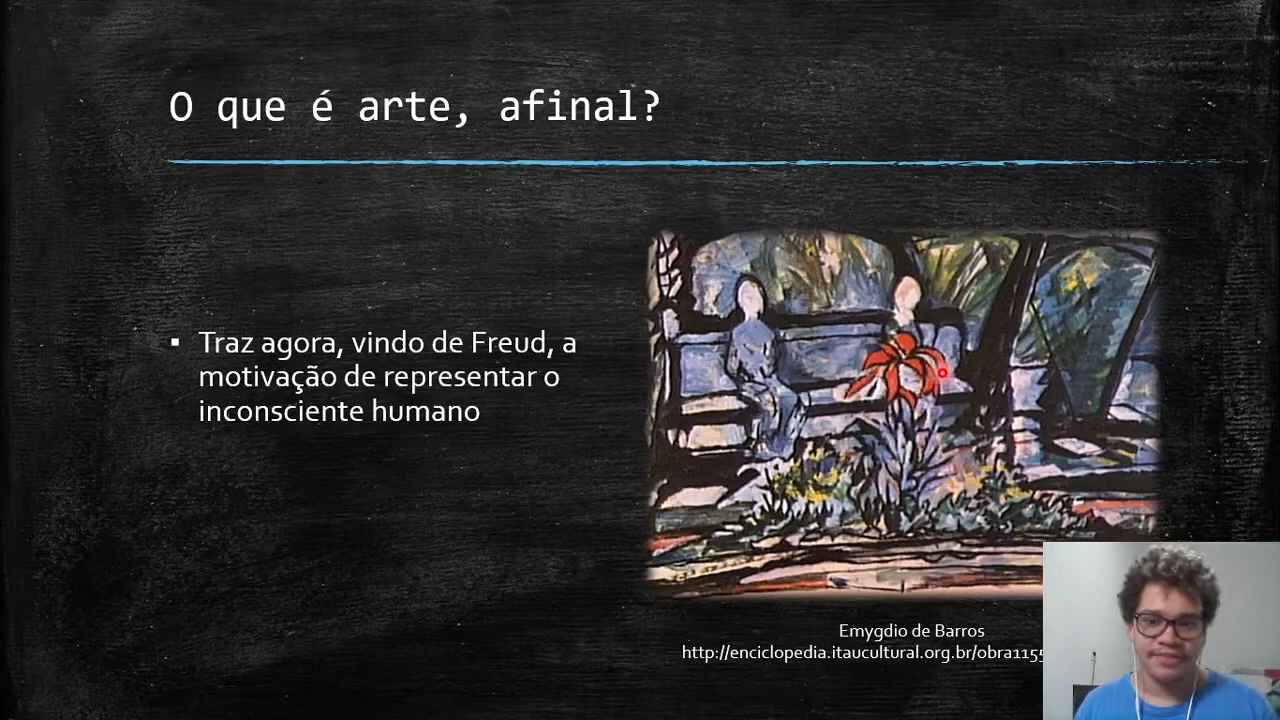 O que é arte, afinal?
▪ Traz agora, vindo de Freud, a
motivação de representar o
inconsciente humano
Emygdio de Barros
http://enciclopedia.itaucultural.org.br/obra1155